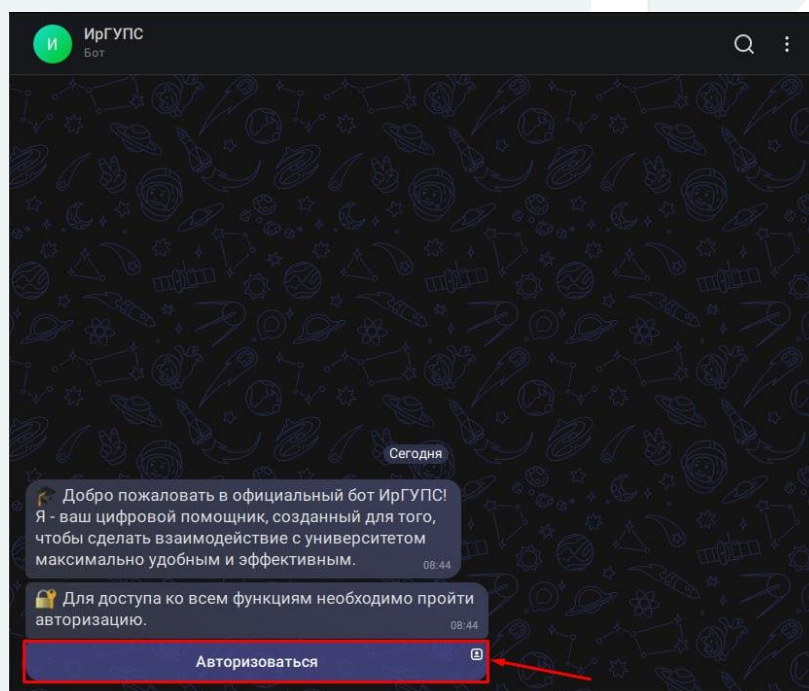 И
ИрГУПС
Бот
Сегодня
🎓 Добро пожаловать в официальный бот ИрГУПС!
Я - ваш цифровой помощник, созданный для того,
чтобы сделать взаимодействие с университетом
максимально удобным и эффективным.
08:44
🔐 Для доступа ко всем функциям необходимо пройти
авторизацию.
08:44
Авторизоваться